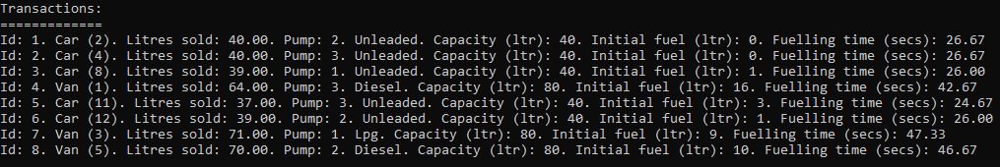 Transactions:
=============
Id: 1. Car (2). Litres sold: 40.00. Pump: 2. Unleaded. Capacity (ltr): 40. Initial fuel (ltr): 0. Fuelling time (secs): 26.67
Id: 2. Car (4). Litres sold: 40.00. Pump: 3. Unleaded. Capacity (ltr): 40. Initial fuel (ltr): 0. Fuelling time (secs): 26.67
Id: 3. Car (8). Litres sold: 39.00. Pump: 1. Unleaded. Capacity (ltr): 40. Initial fuel (ltr): 1. Fuelling time (secs): 26.00
Id: 4. Van (1). Litres sold: 64.00. Pump: 3. Diesel. Capacity (ltr): 80. Initial fuel (ltr): 16. Fuelling time (secs): 42.67
Id: 5. Car (11). Litres sold: 37.00. Pump: 3. Unleaded. Capacity (ltr): 40. Initial fuel (ltr): 3. Fuelling time (secs): 24.67
Id: 6. Car (12). Litres sold: 39.00. Pump: 2. Unleaded. Capacity (ltr): 40. Initial fuel (ltr): 1. Fuelling time (secs): 26.00
Id: 7. Van (3). Litres sold: 71.00. Pump: 1. Lpg. Capacity (ltr): 80. Initial fuel (ltr): 9. Fuelling time (secs): 47.33
Id: 8. Van (5). Litres sold: 70.00. Pump: 2. Diesel. Capacity (ltr): 80. Initial fuel (ltr): 10. Fuelling time (secs): 46.67